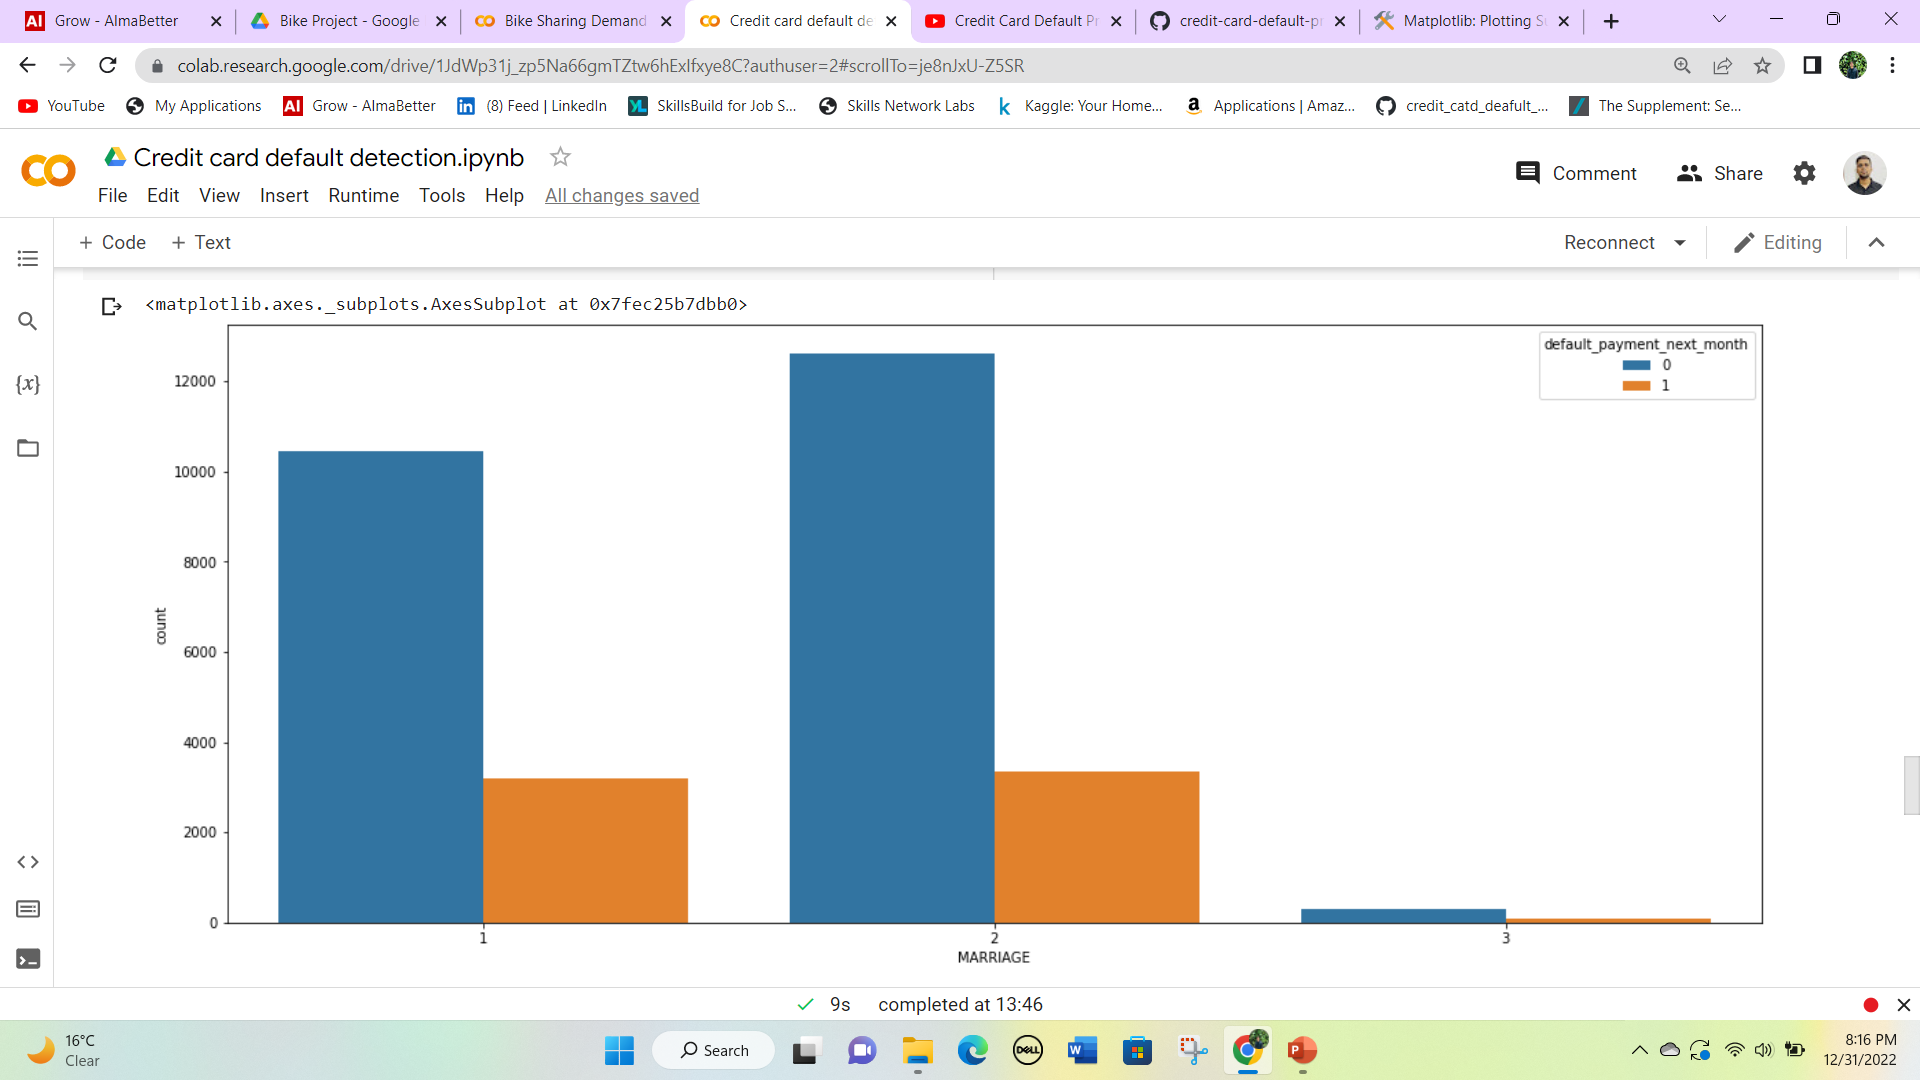 Grow - AlmaBetter
Bike Project - Google
Bike Sharing Demand
Credit card default de
Credit Card Default Pr
credit-card-default-pr
Matplotlib: Plotting Su
colab.research.google.com/drive/1JdWp31j_zp5Na66gmTZtw6hExIfxye8C?authuser=2#scrollTo=je8nJxU-Z5SR
YouTube
My Applications
Grow - AlmaBetter
(8) Feed | LinkedIn
SkillsBuild for Job S...
Skills Network Labs
Kaggle: Your Home...
Applications | Amaz...
credit_catd_deafult_...
The Supplement: Se...
Credit card default detection.ipynb
Comment
Share
File Edit View Insert Runtime Tools Help All changes saved
+ Code + Text
Reconnect
Editing
<matplotlib.axes._subplots.AxesSubplot at 0x7fec25b7dbb0>
default_payment_next_month
0
1
12000
10000
8000
6000
4000
2000
0
count
1 2 3
MARRIAGE
9s completed at 13:46
16°C
Clear
Search
8:16 PM
12/31/2022